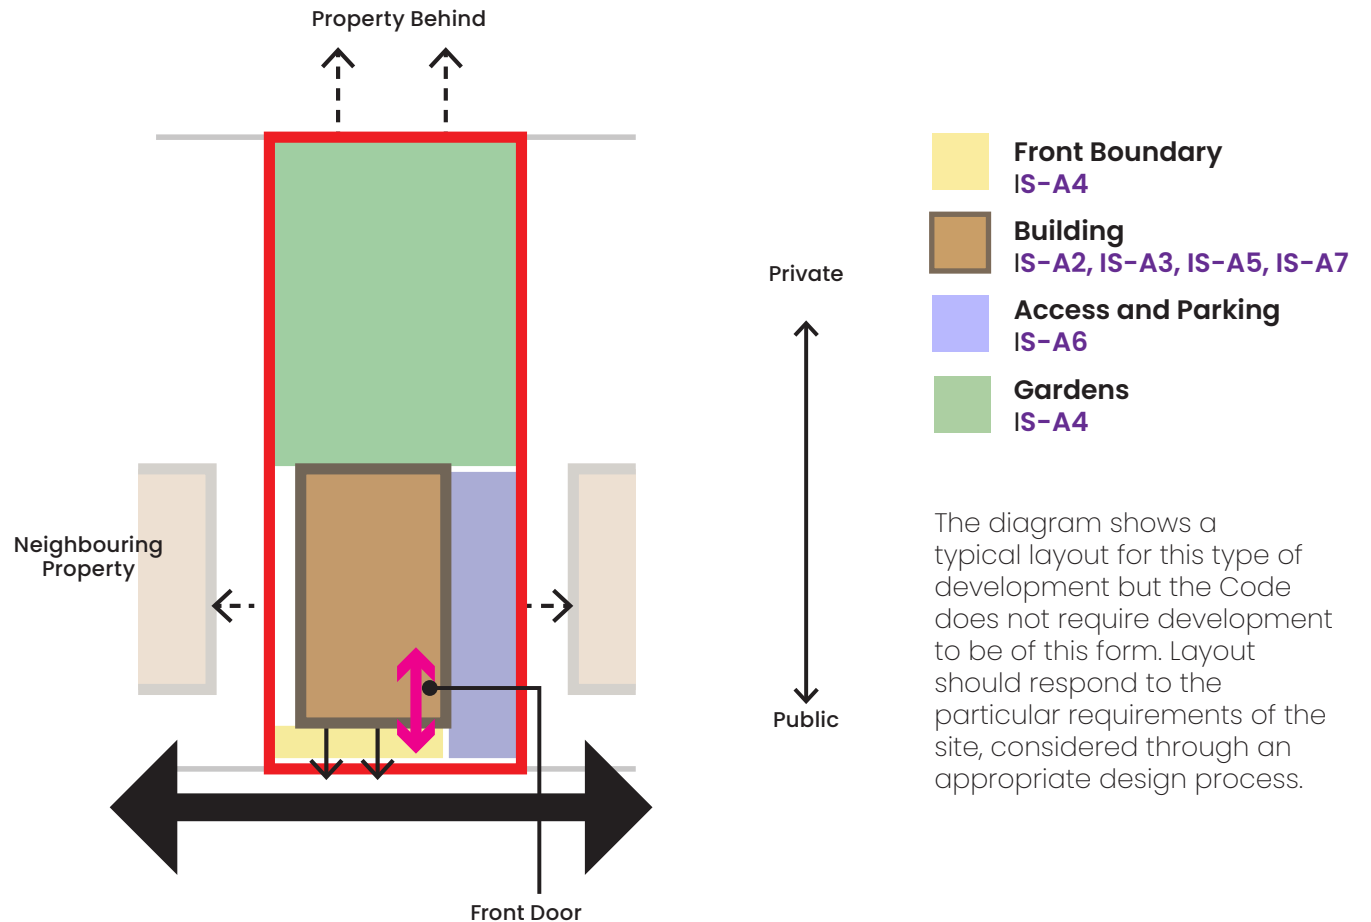 Property Behind
Front Boundary
IS-A4
Building
IS-A2, IS-A3, IS-A5, IS-A7
Private
Access and Parking
IS-A6
Gardens
IS-A4
Neighbouring
Property
The diagram shows a
typical layout for this type of
development but the Code
does not require development
to be of this form. Layout
should respond to the
particular requirements of the
site, considered through an
appropriate design process.
Public
Front Door